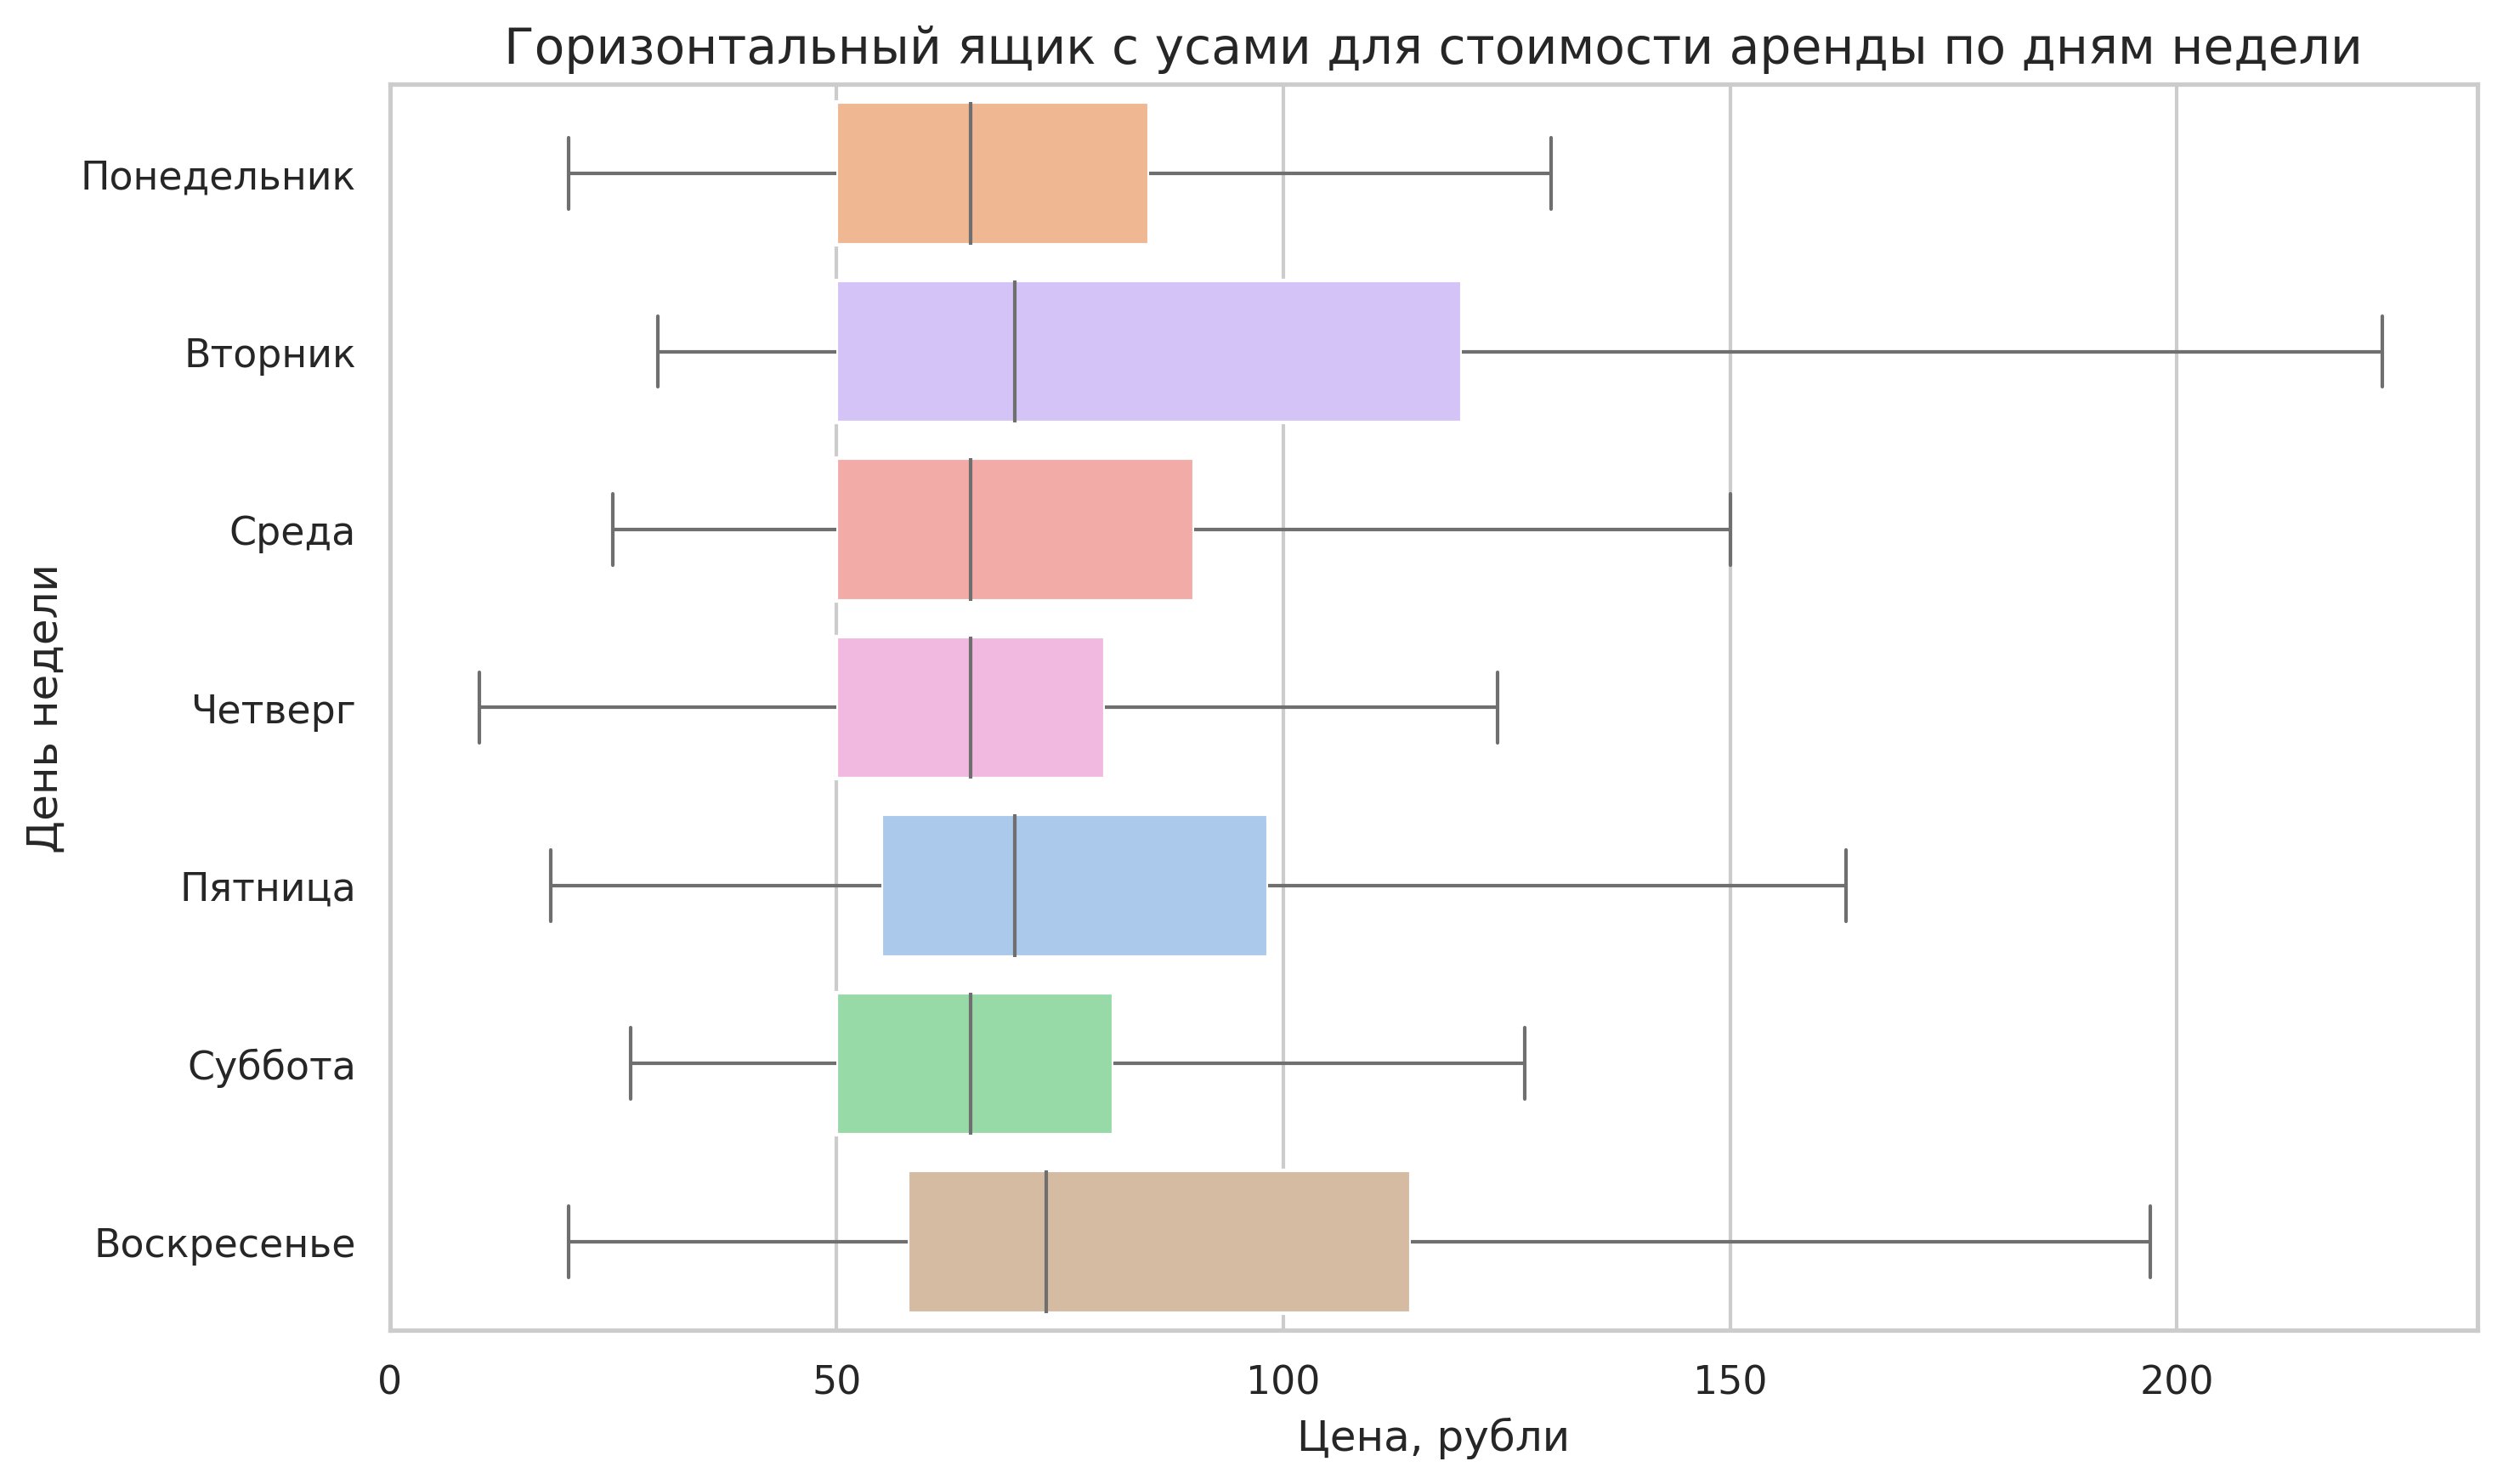 Горизонтальный ящик с усами для стоимости аренды по дням недели
День недели
Понедельник
Вторник
Среда
Четверг
Пятница
Суббота
Воскресенье
0 50 100 150 200
Цена, рубли